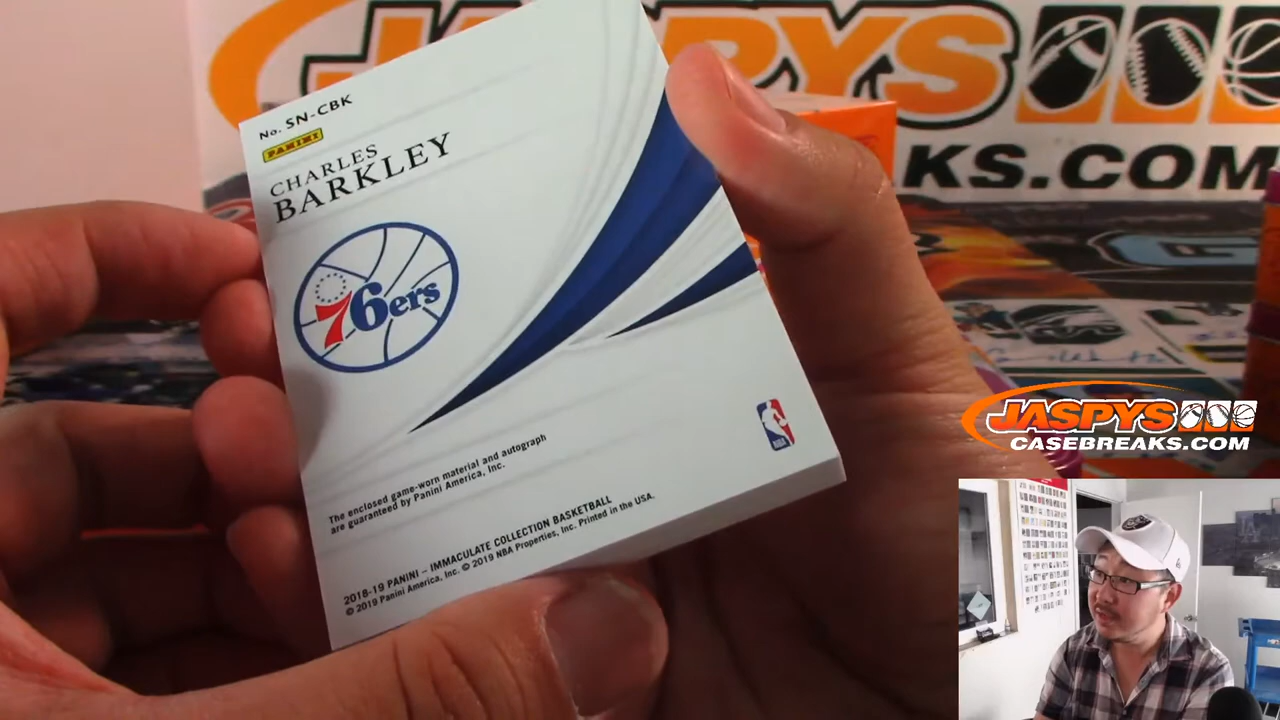 JASPYS
KS.COM
No. SN-CBK
PANINI
CHARLES
BARKLEY
76ers
The enclosed game-worn material and autograph
are guaranteed by Panini America, Inc.
NBA
2018-19 PANINI – IMMACULATE COLLECTION BASKETBALL
© 2019 Panini America, Inc. © 2019 NBA Properties, Inc. Printed in the USA.
JASPYS
CASEBREAKS.COM